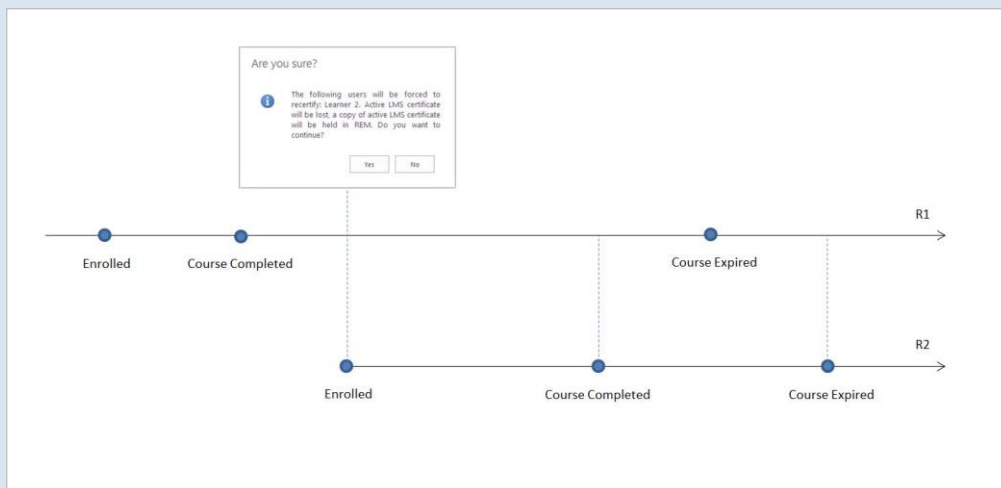 Are you sure?
The following users will be forced to
recertify: Learner 2. Active LMS certificate
will be lost, a copy of active LMS certificate
will be held in REM. Do you want to
continue?
Yes No
R1
Enrolled Course Completed Course Expired
R2
Enrolled Course Completed Course Expired